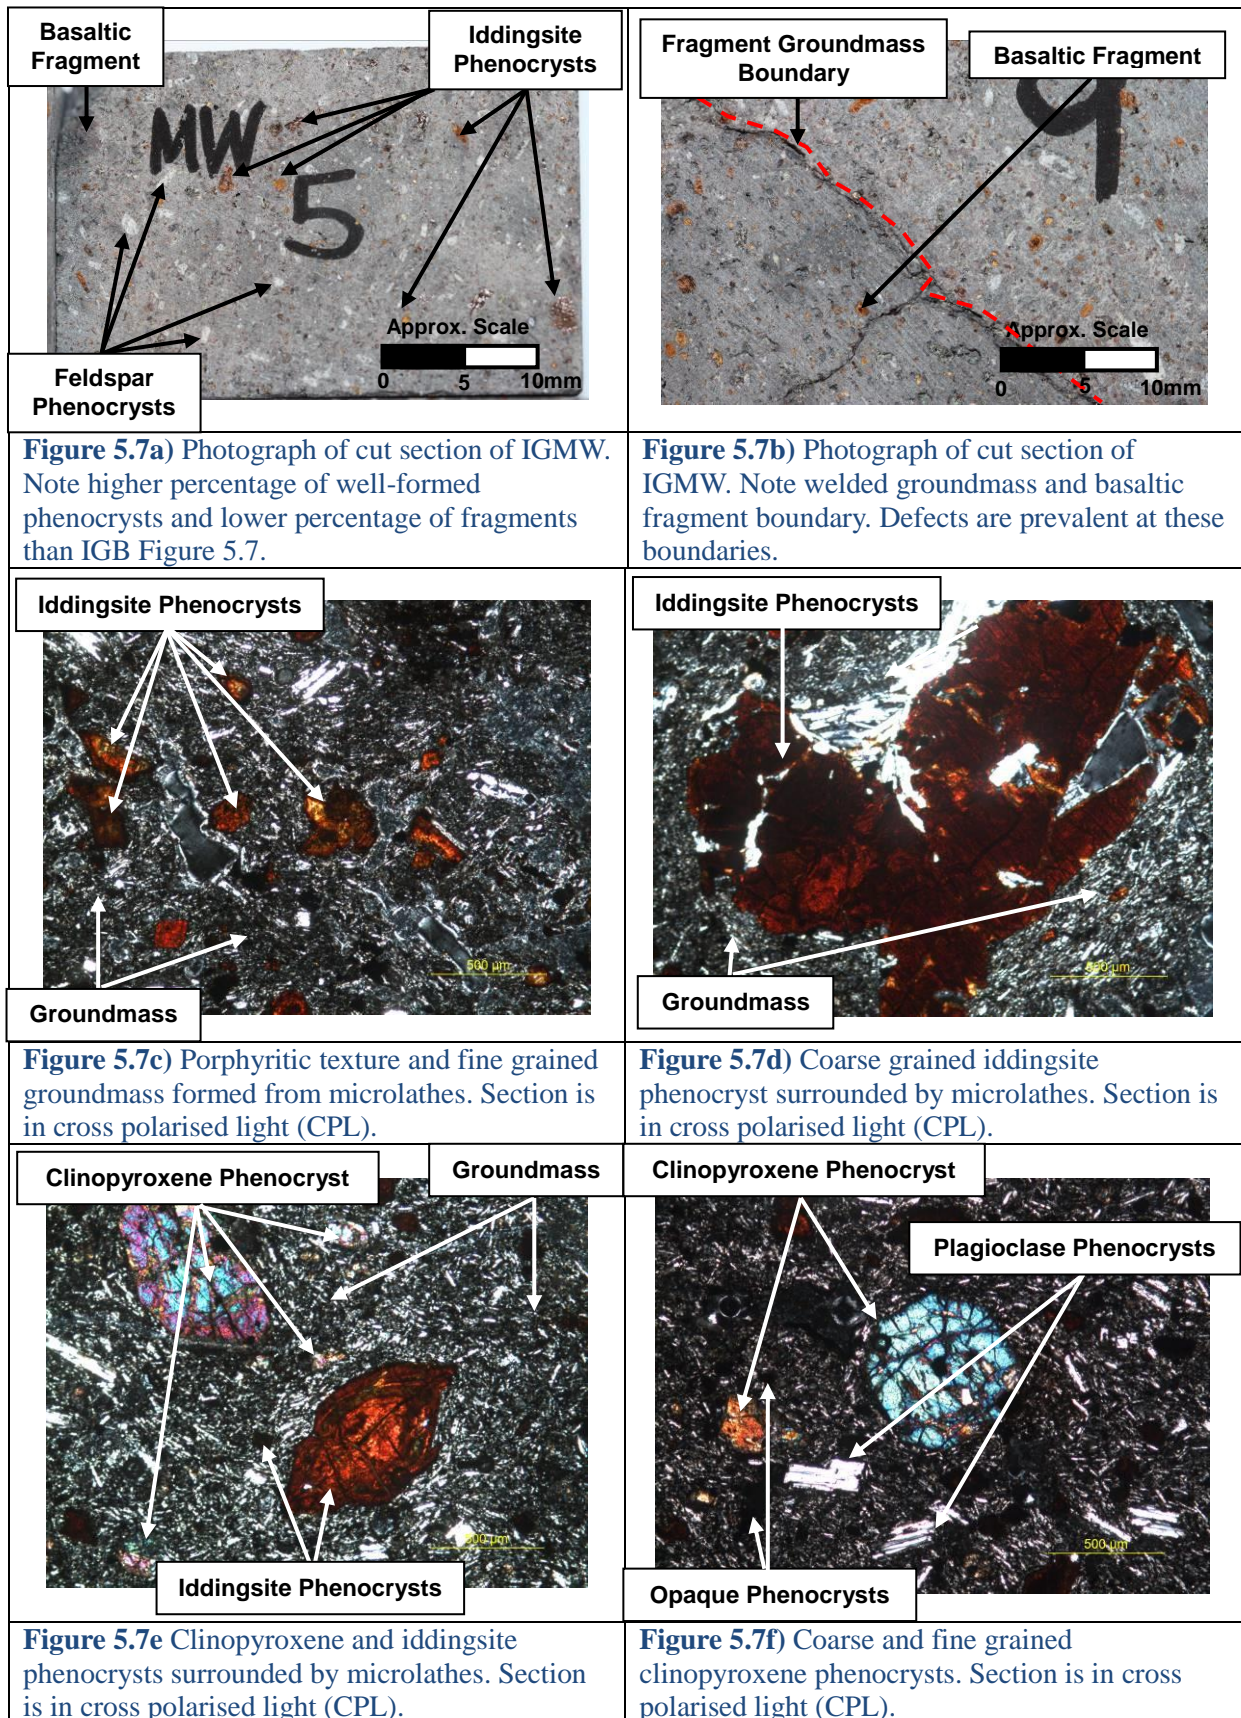 Basaltic
Fragment
Iddingsite
Phenocrysts
MW
5
Approx. Scale
0 5 10mm
Feldspar
Phenocrysts
Fragment Groundmass
Boundary
Basaltic Fragment
9
Approx. Scale
0 5 10mm
Figure 5.7a) Photograph of cut section of IGMW.
Note higher percentage of well-formed
phenocrysts and lower percentage of fragments
than IGB Figure 5.7.
Figure 5.7b) Photograph of cut section of
IGMW. Note welded groundmass and basaltic
fragment boundary. Defects are prevalent at these
boundaries.
Iddingsite Phenocrysts
500 µm
Groundmass
Iddingsite Phenocrysts
500 µm
Groundmass
Figure 5.7c) Porphyritic texture and fine grained
groundmass formed from microlathes. Section is
in cross polarised light (CPL).
Figure 5.7d) Coarse grained iddingsite
phenocryst surrounded by microlathes. Section is
in cross polarised light (CPL).
Clinopyroxene Phenocryst
Groundmass
500 µm
Iddingsite Phenocrysts
Clinopyroxene Phenocryst
Plagioclase Phenocrysts
500 µm
Opaque Phenocrysts
Figure 5.7e Clinopyroxene and iddingsite
phenocrysts surrounded by microlathes. Section
is in cross polarised light (CPL).
Figure 5.7f) Coarse and fine grained
clinopyroxene phenocrysts. Section is in cross
polarised light (CPL).